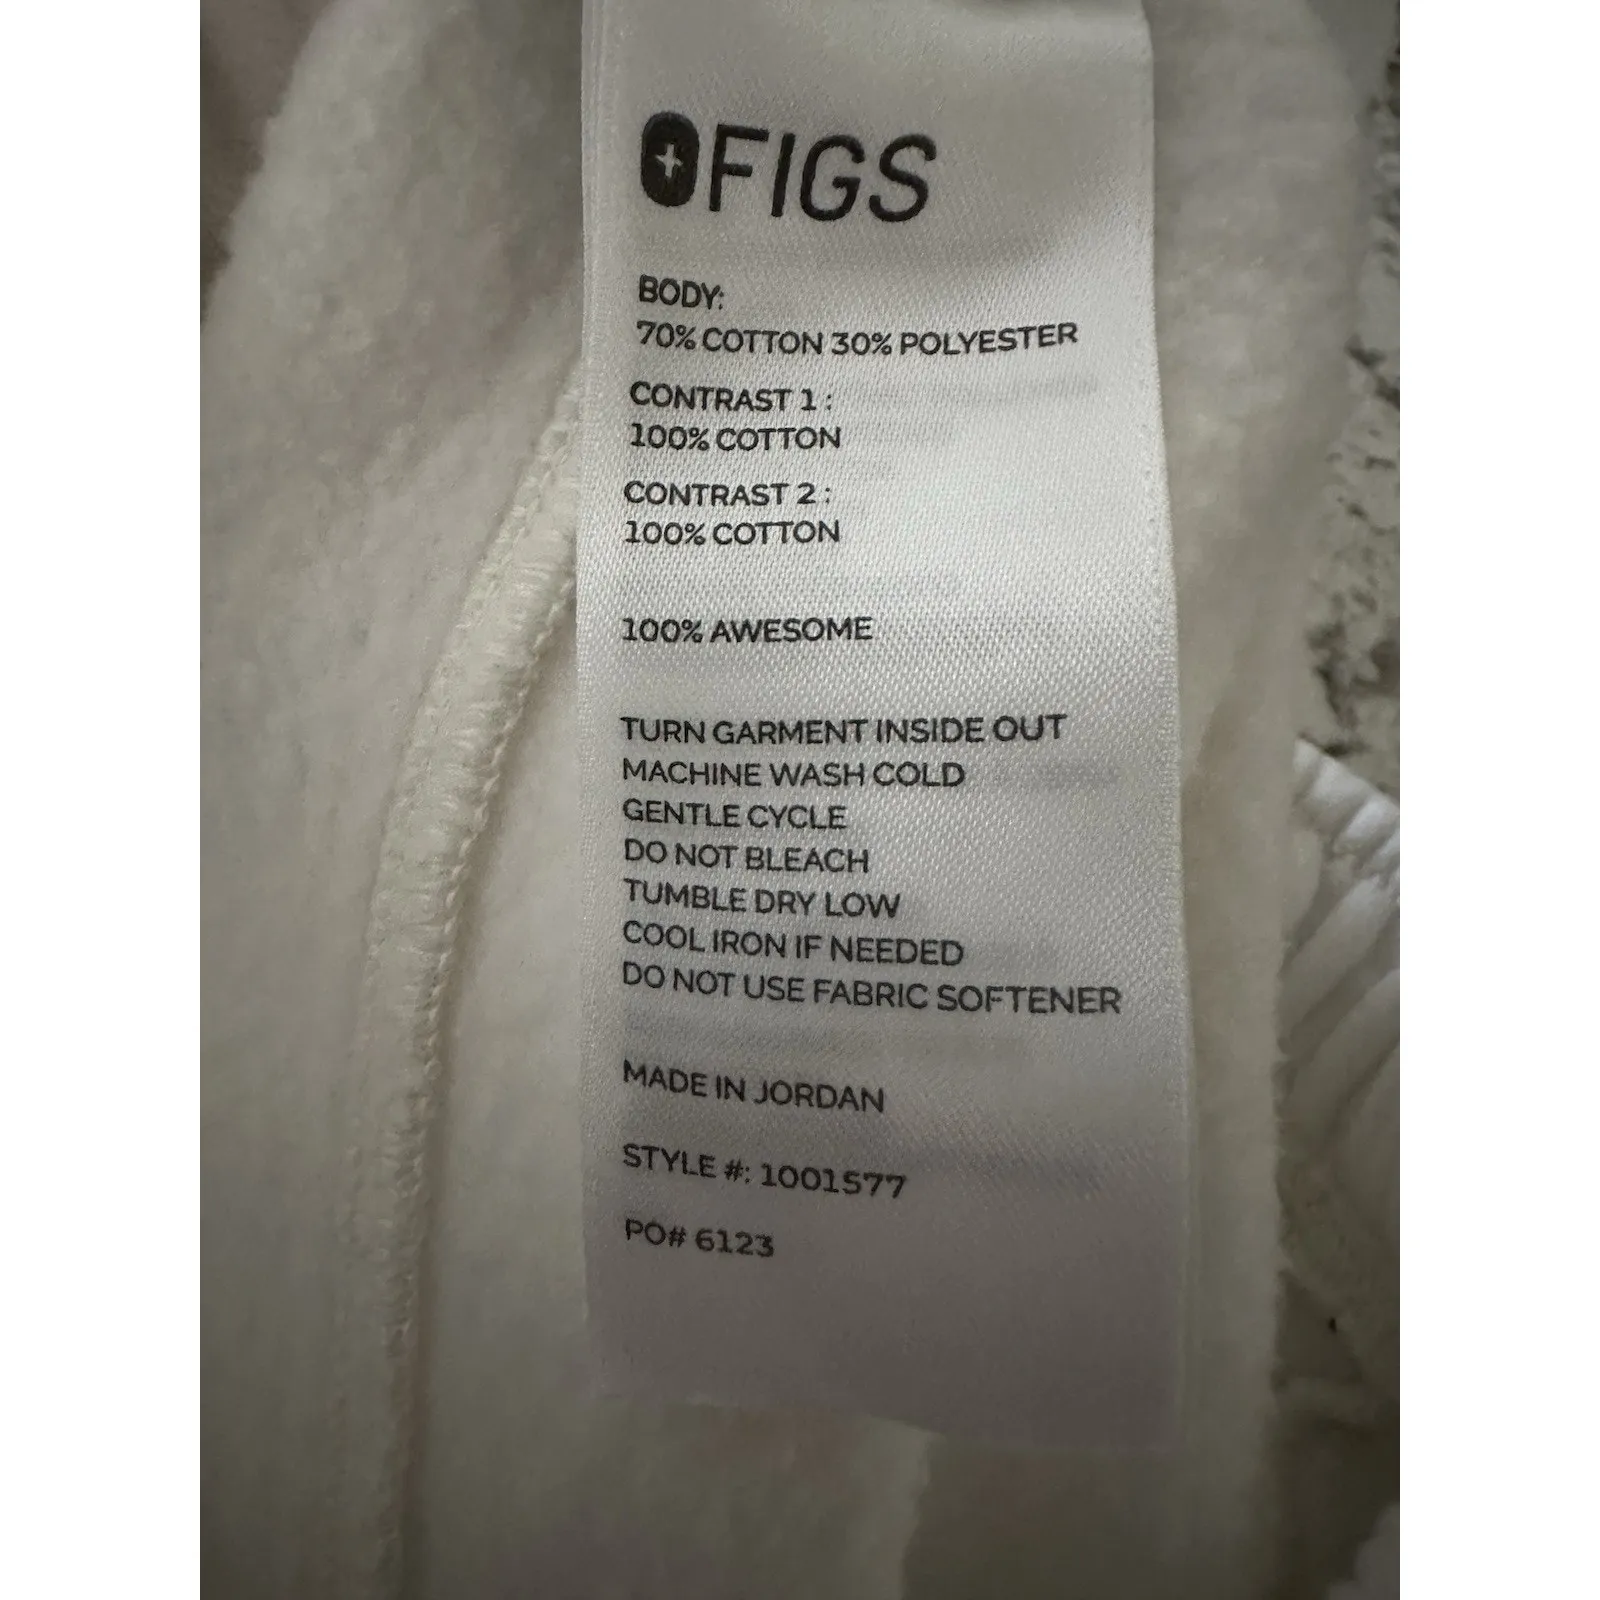 FIGS
BODY:
70% COTTON 30% POLYESTER
CONTRAST 1 :
100% COTTON
CONTRAST 2 :
100% COTTON
100% AWESOME
TURN GARMENT INSIDE OUT
MACHINE WASH COLD
GENTLE CYCLE
DO NOT BLEACH
TUMBLE DRY LOW
COOL IRON IF NEEDED
DO NOT USE FABRIC SOFTENER
MADE IN JORDAN
STYLE #: 1001577
PO# 6123